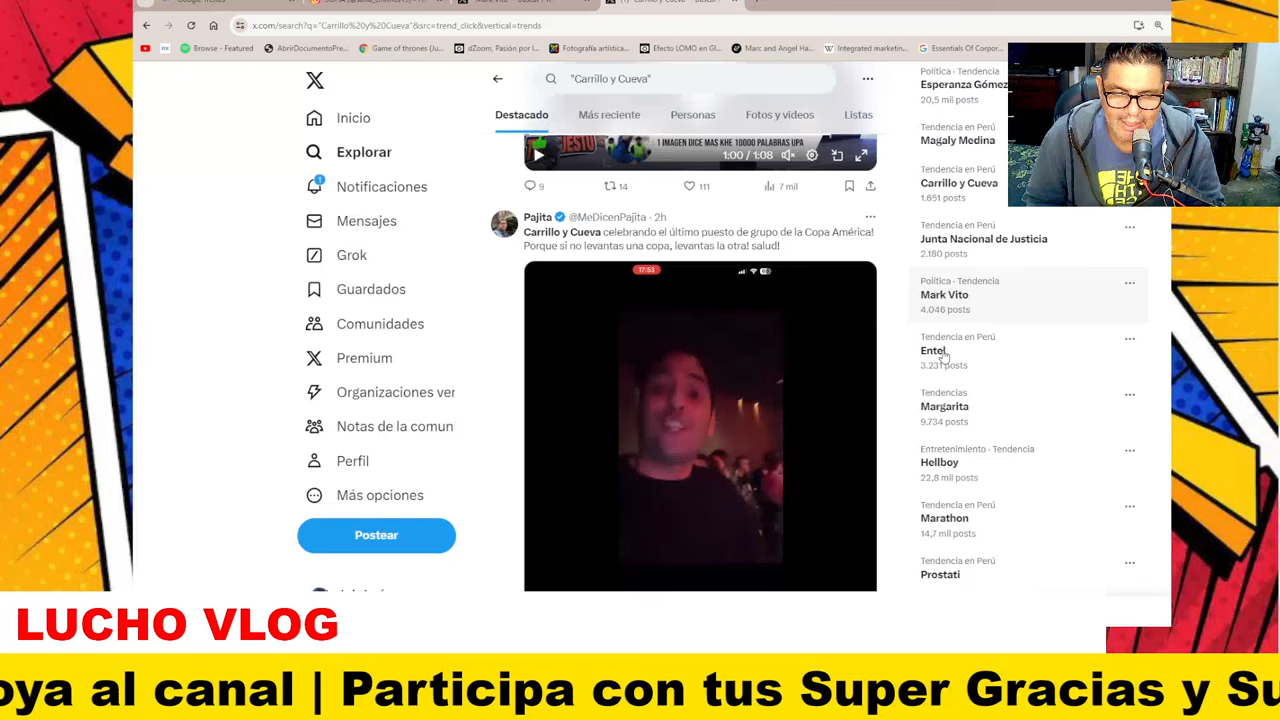 x.com/search?q="Carrillo%20y%20Cueva"&src=trend_click&vertical=trends
Browse - Featured
AbrirDocumentoPre...
Game of thrones (Ju...
dZoom, Pasión por l...
Fotografía artística...
Efecto LOMO en Gl...
Marc and Angel Ha...
Integrated marketin...
Essentials Of Corpor...
"Carrillo y Cueva"
Destacado
Más reciente
Personas
Fotos y videos
Listas
Inicio
Explorar
1
Notificaciones
Mensajes
Grok
Guardados
Comunidades
Premium
Organizaciones ver
Notas de la comun
Perfil
Más opciones
Postear
1 IMAGEN DICE MAS KHE 10000 PALABRAS UPA
1:00 / 1:08
9
14
111
7 mil
Pajita @MeDicenPajita · 2h
Carrillo y Cueva celebrando el último puesto de grupo de la Copa América!
Porque si no levantas una copa, levantas la otra! salud!
17:53
Política · Tendencia
Esperanza Gómez
20,5 mil posts
Tendencia en Perú
Magaly Medina
Tendencia en Perú
Carrillo y Cueva
1.651 posts
Tendencia en Perú
Junta Nacional de Justicia
2.180 posts
Política · Tendencia
Mark Vito
4.046 posts
Tendencia en Perú
Entel
3.231 posts
Tendencias
Margarita
9.734 posts
Entretenimiento · Tendencia
Hellboy
22,8 mil posts
Tendencia en Perú
Marathon
14,7 mil posts
Tendencia en Perú
Prostati
LUCHO VLOG
oya al canal | Participa con tus Super Gracias y Su